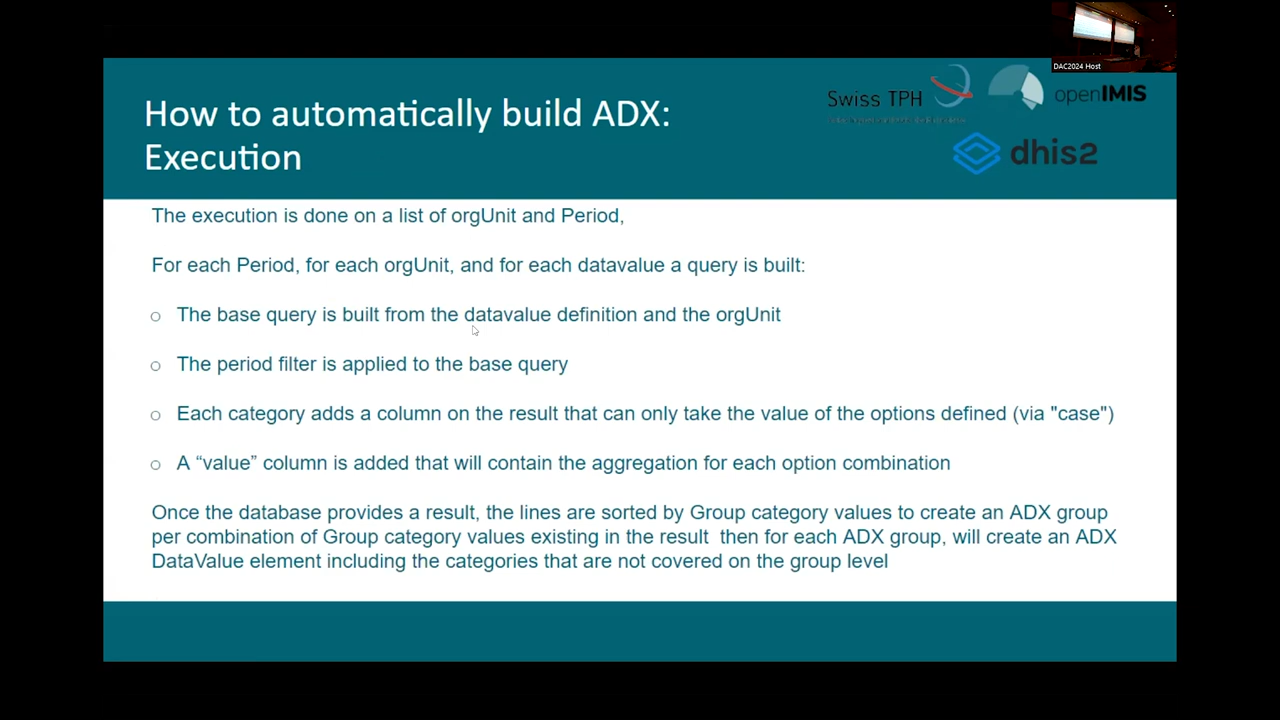 DAC2024 Host
How to automatically build ADX:
Execution
Swiss TPH
openIMIS
dhis2
The execution is done on a list of orgUnit and Period,
For each Period, for each orgUnit, and for each datavalue a query is built:
The base query is built from the datavalue definition and the orgUnit
The period filter is applied to the base query
Each category adds a column on the result that can only take the value of the options defined (via "case")
A “value” column is added that will contain the aggregation for each option combination
Once the database provides a result, the lines are sorted by Group category values to create an ADX group
per combination of Group category values existing in the result then for each ADX group, will create an ADX
DataValue element including the categories that are not covered on the group level